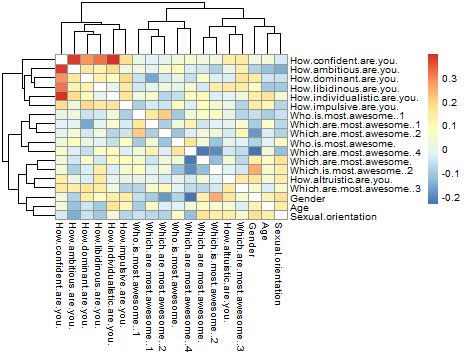 How.confident.are.you.
How.ambitious.are.you.
How.dominant.are.you.
How.libidinous.are.you.
How.individualistic.are.you.
How.impulsive.are.you.
Who.is.most.awesome..1
Which.are.most.awesome..1
Which.are.most.awesome..2
Who.is.most.awesome.
Which.are.most.awesome..4
Which.are.most.awesome.
Which.is.most.awesome..2
How.altruistic.are.you.
Which.are.most.awesome..3
Gender
Age
Sexual.orientation
0.3
0.2
0.1
0
-0.1
-0.2
How.confident.are.you.
How.ambitious.are.you.
How.dominant.are.you.
How.libidinous.are.you.
How.individualistic.are.you.
How.impulsive.are.you.
Who.is.most.awesome..1
Which.are.most.awesome..1
Which.are.most.awesome..2
Who.is.most.awesome.
Which.are.most.awesome..4
Which.are.most.awesome.
Which.is.most.awesome..2
How.altruistic.are.you.
Which.are.most.awesome..3
Gender
Age
Sexual.orientation